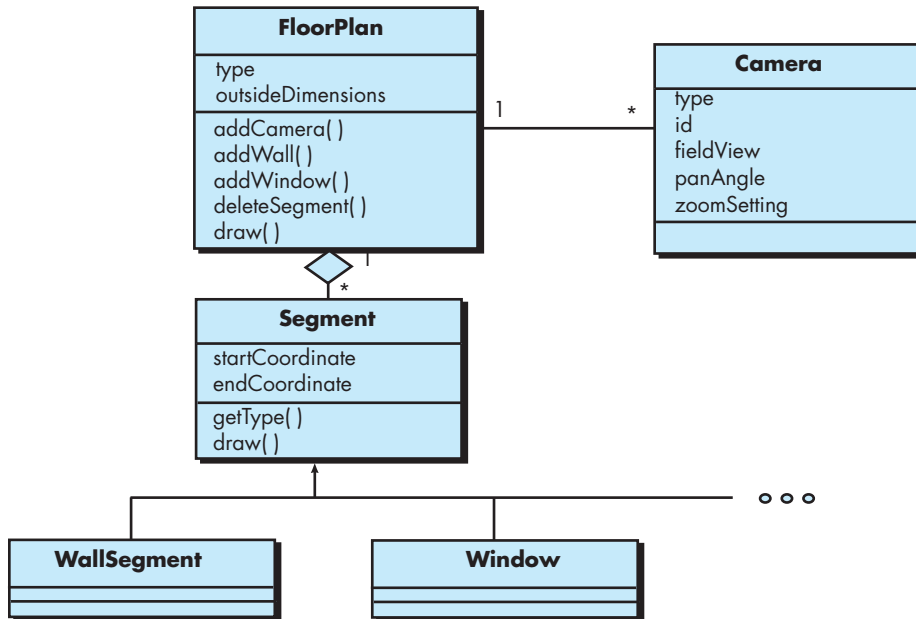 FloorPlan
type
outsideDimensions
addCamera( )
addWall( )
addWindow( )
deleteSegment( )
draw( )
1
*
Camera
type
id
fieldView
panAngle
zoomSetting
1
*
Segment
startCoordinate
endCoordinate
getType( )
draw( )
WallSegment
Window